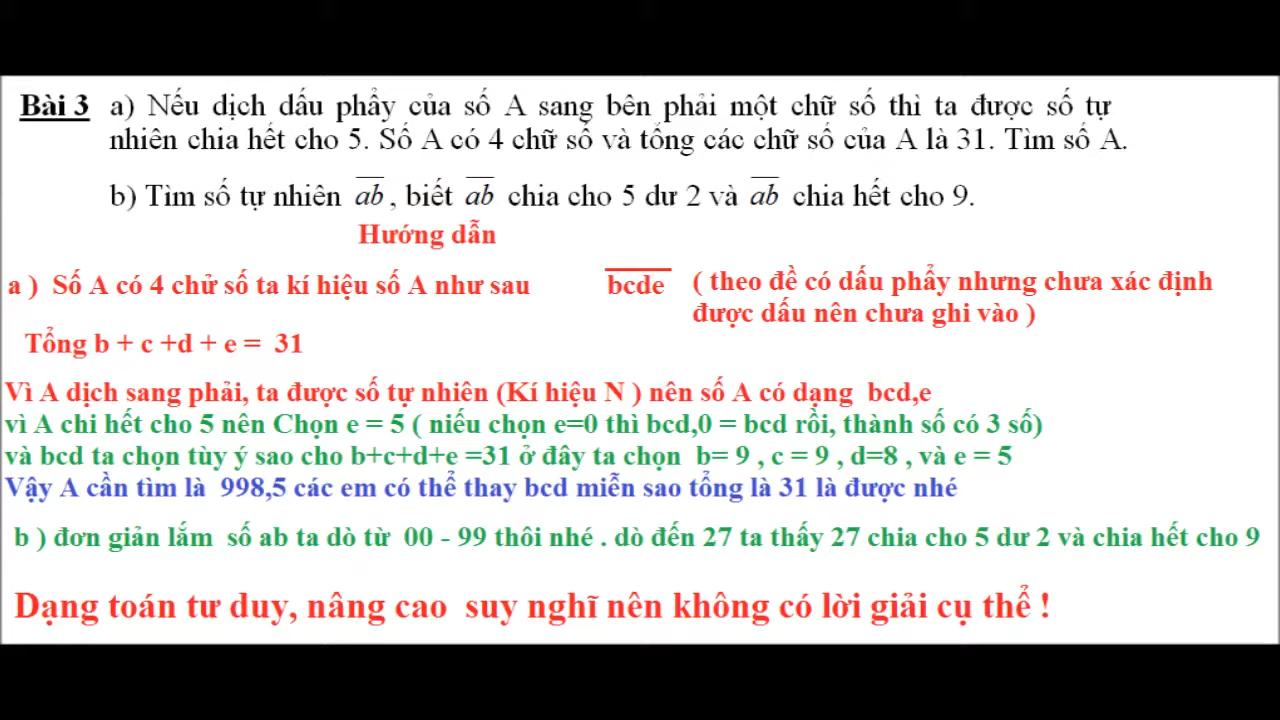 Bài 3 a) Nếu dịch dấu phẩy của số A sang bên phải một chữ số thì ta được số tự
nhiên chia hết cho 5. Số A có 4 chữ số và tổng các chữ số của A là 31. Tìm số A.
b) Tìm số tự nhiên ab, biết ab chia cho 5 dư 2 và ab chia hết cho 9.
Hướng dẫn
a ) Số A có 4 chử số ta kí hiệu số A như sau bcde ( theo đề có dấu phẩy nhưng chưa xác định
được dấu nên chưa ghi vào )
Tổng b + c +d + e = 31
Vì A dịch sang phải, ta được số tự nhiên (Kí hiệu N ) nên số A có dạng bcd,e
vì A chi hết cho 5 nên Chọn e = 5 ( niếu chọn e=0 thì bcd,0 = bcd rồi, thành số có 3 số)
và bcd ta chọn tùy ý sao cho b+c+d+e =31 ở đây ta chọn b= 9 , c = 9 , d=8 , và e = 5
Vậy A cần tìm là 998,5 các em có thể thay bcd miễn sao tổng là 31 là được nhé
b ) đơn giản lắm số ab ta dò từ 00 - 99 thôi nhé . dò đến 27 ta thấy 27 chia cho 5 dư 2 và chia hết cho 9
Dạng toán tư duy, nâng cao suy nghĩ nên không có lời giải cụ thể !